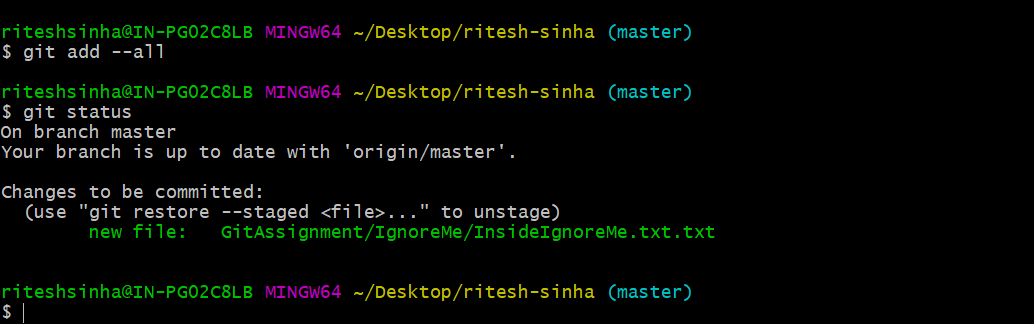 riteshsinha@IN-PG02C8LB MINGW64 ~/Desktop/ritesh-sinha (master)
$ git add --all
riteshsinha@IN-PG02C8LB MINGW64 ~/Desktop/ritesh-sinha (master)
$ git status
On branch master
Your branch is up to date with 'origin/master'.
Changes to be committed:
  (use "git restore --staged <file>..." to unstage)
        new file:   GitAssignment/IgnoreMe/InsideIgnoreMe.txt.txt
riteshsinha@IN-PG02C8LB MINGW64 ~/Desktop/ritesh-sinha (master)
$